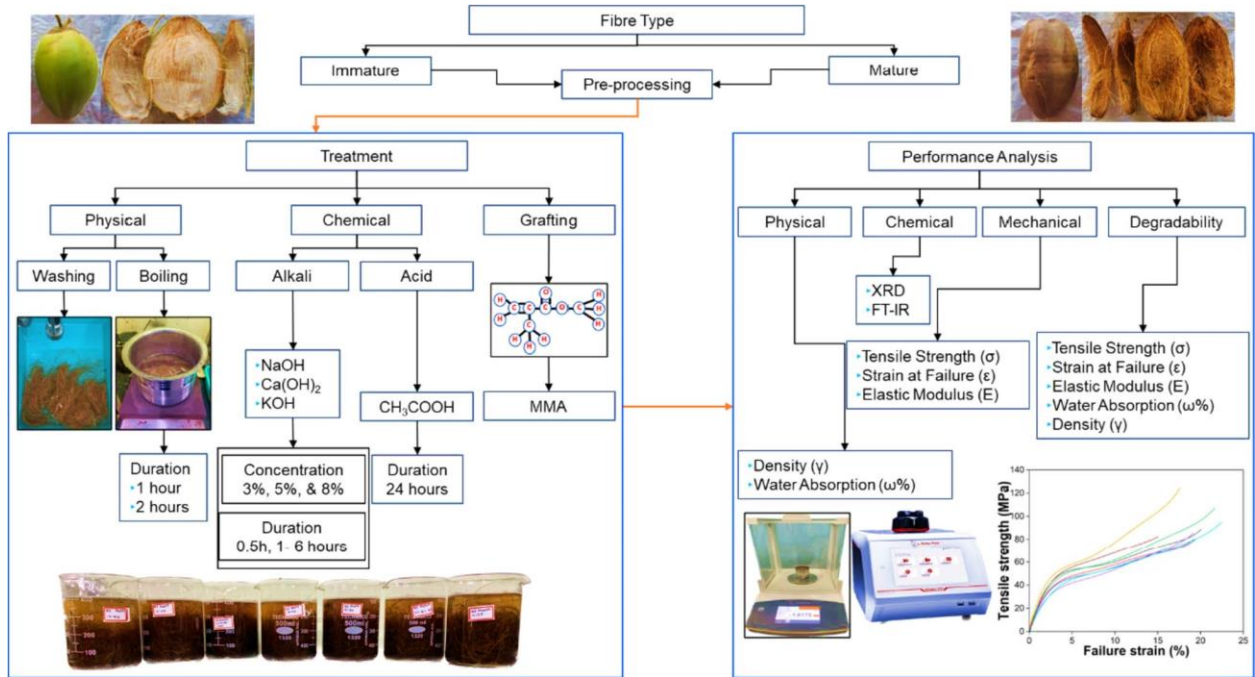 Fibre Type
Immature
Mature
Pre-processing
Treatment
Physical
Chemical
Grafting
Washing
Boiling
Alkali
Acid
H
H
C
C
C
O
O
C
H
H
H
C
H
H
H
NaOH
Ca(OH)₂
KOH
CH₃COOH
MMA
Duration
1 hour
2 hours
Concentration
3%, 5%, & 8%
Duration
24 hours
Duration
0.5h, 1- 6 hours
500ml
500ml
Performance Analysis
Physical
Chemical
Mechanical
Degradability
XRD
FT-IR
Tensile Strength (σ)
Strain at Failure (ε)
Elastic Modulus (E)
Tensile Strength (σ)
Strain at Failure (ε)
Elastic Modulus (E)
Water Absorption (ω%)
Density (γ)
Density (γ)
Water Absorption (ω%)
Tensile strength (MPa)
140
120
100
80
60
40
20
0
0
5
10
15
20
25
Failure strain (%)